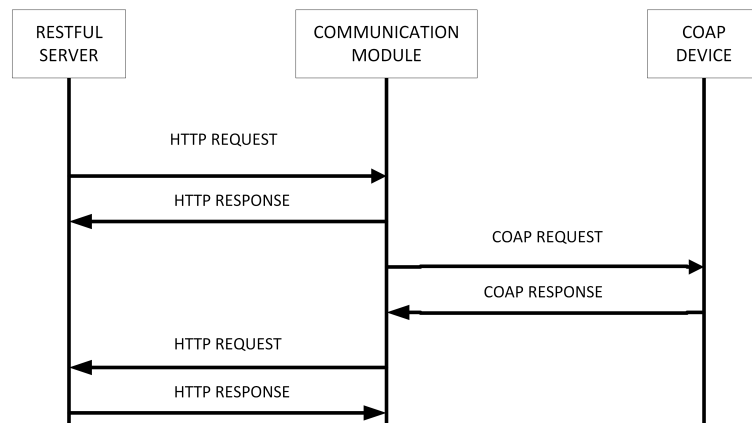 RESTFUL
SERVER
COMMUNICATION
MODULE
COAP
DEVICE
HTTP REQUEST
HTTP RESPONSE
COAP REQUEST
COAP RESPONSE
HTTP REQUEST
HTTP RESPONSE